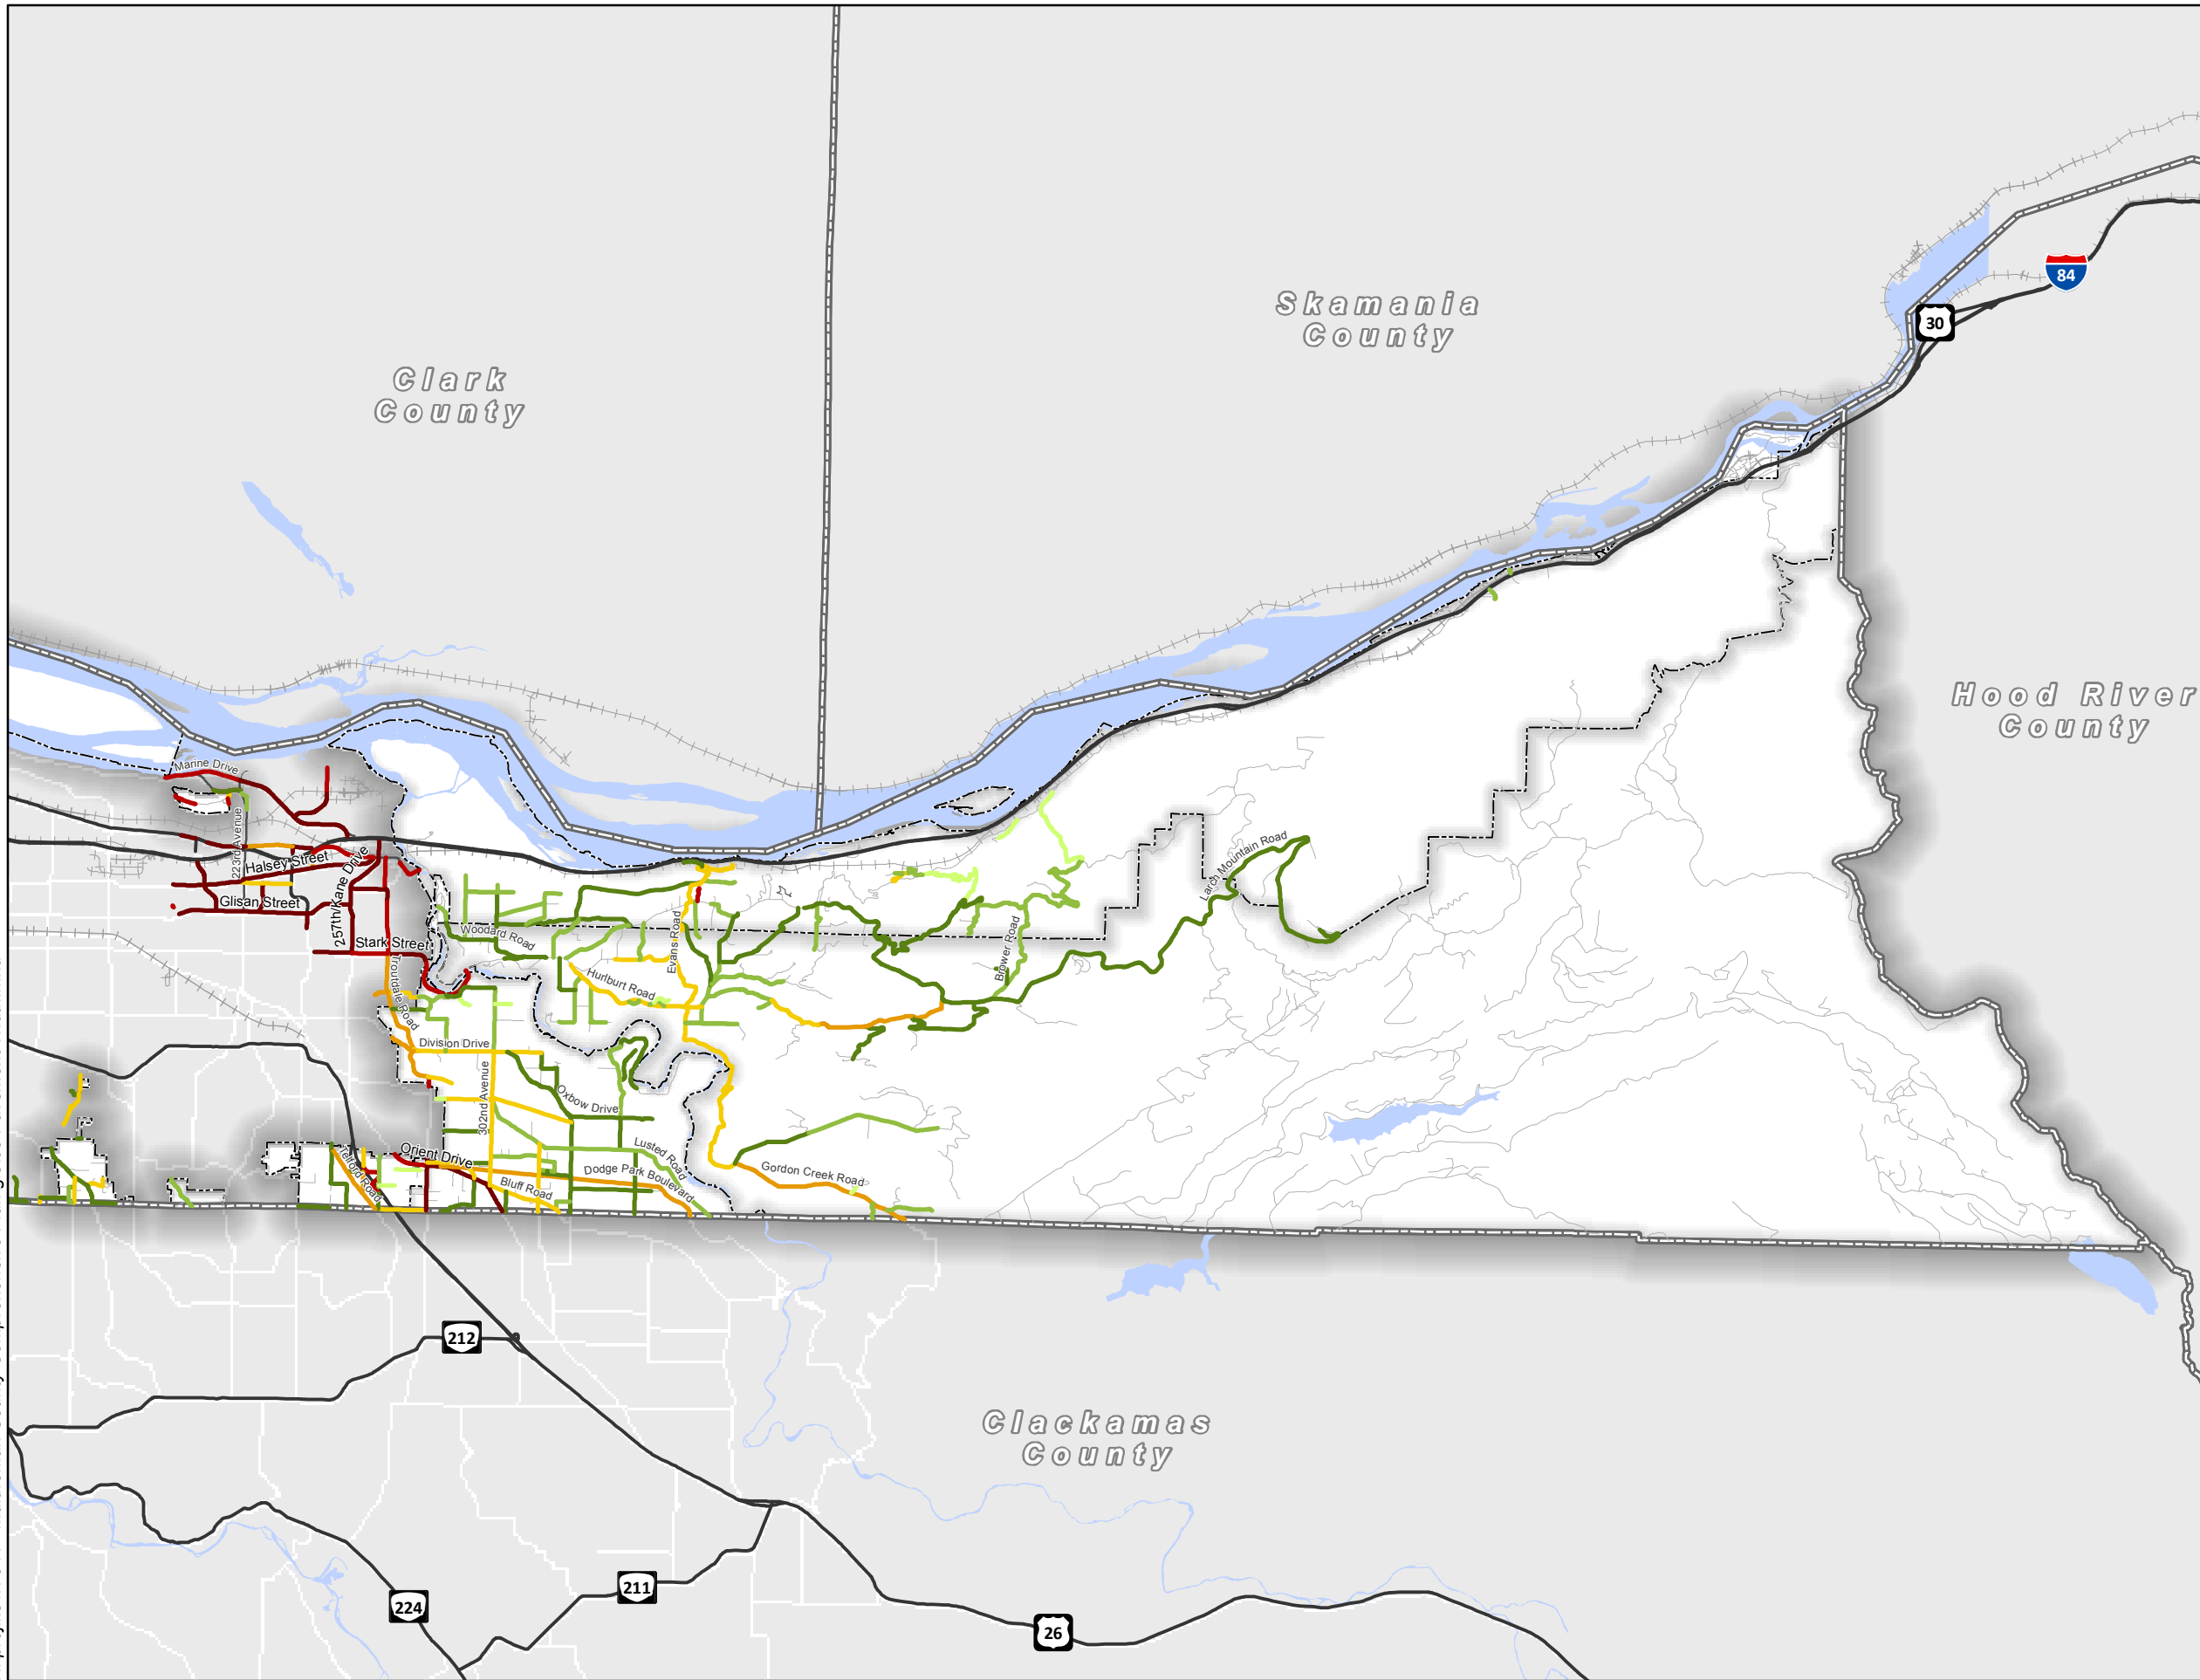 84
30
Skamania
County
Clark
County
Hood River
County
Marine Drive
223rd Avenue
Halsey Street
257th/Kane Drive
Glisan Street
Stark Street
Troutdale Road
Woodard Road
Evans Road
Hurlburt Road
Larch Mountain Road
Brower Road
Division Drive
302nd Avenue
Oxbow Drive
Orient Drive
Telford Road
Lusted Road
Dodge Park Boulevard
Bluff Road
Gordon Creek Road
212
Clackamas
County
211
224
26